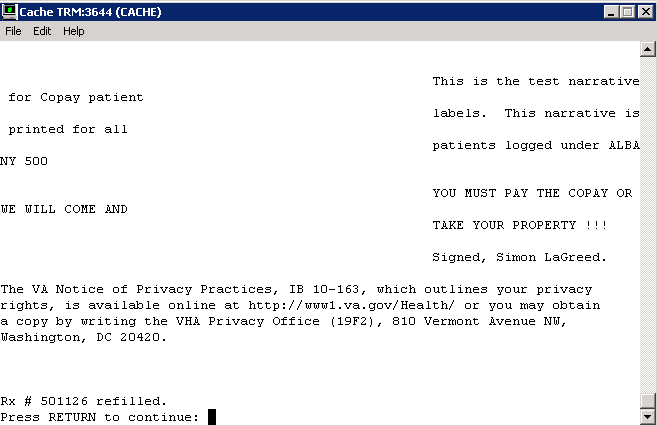 Cache TRM:3644 (CACHE)
File Edit Help
This is the test narrative
for Copay patient
labels. This narrative is
printed for all
patients logged under ALBA
NY 500
YOU MUST PAY THE COPAY OR
WE WILL COME AND
TAKE YOUR PROPERTY !!!
Signed, Simon LaGreed.
The VA Notice of Privacy Practices, IB 10-163, which outlines your privacy
rights, is available online at http://www1.va.gov/Health/ or you may obtain
a copy by writing the VHA Privacy Office (19F2), 810 Vermont Avenue NW,
Washington, DC 20420.
Rx # 501126 refilled.
Press RETURN to continue: